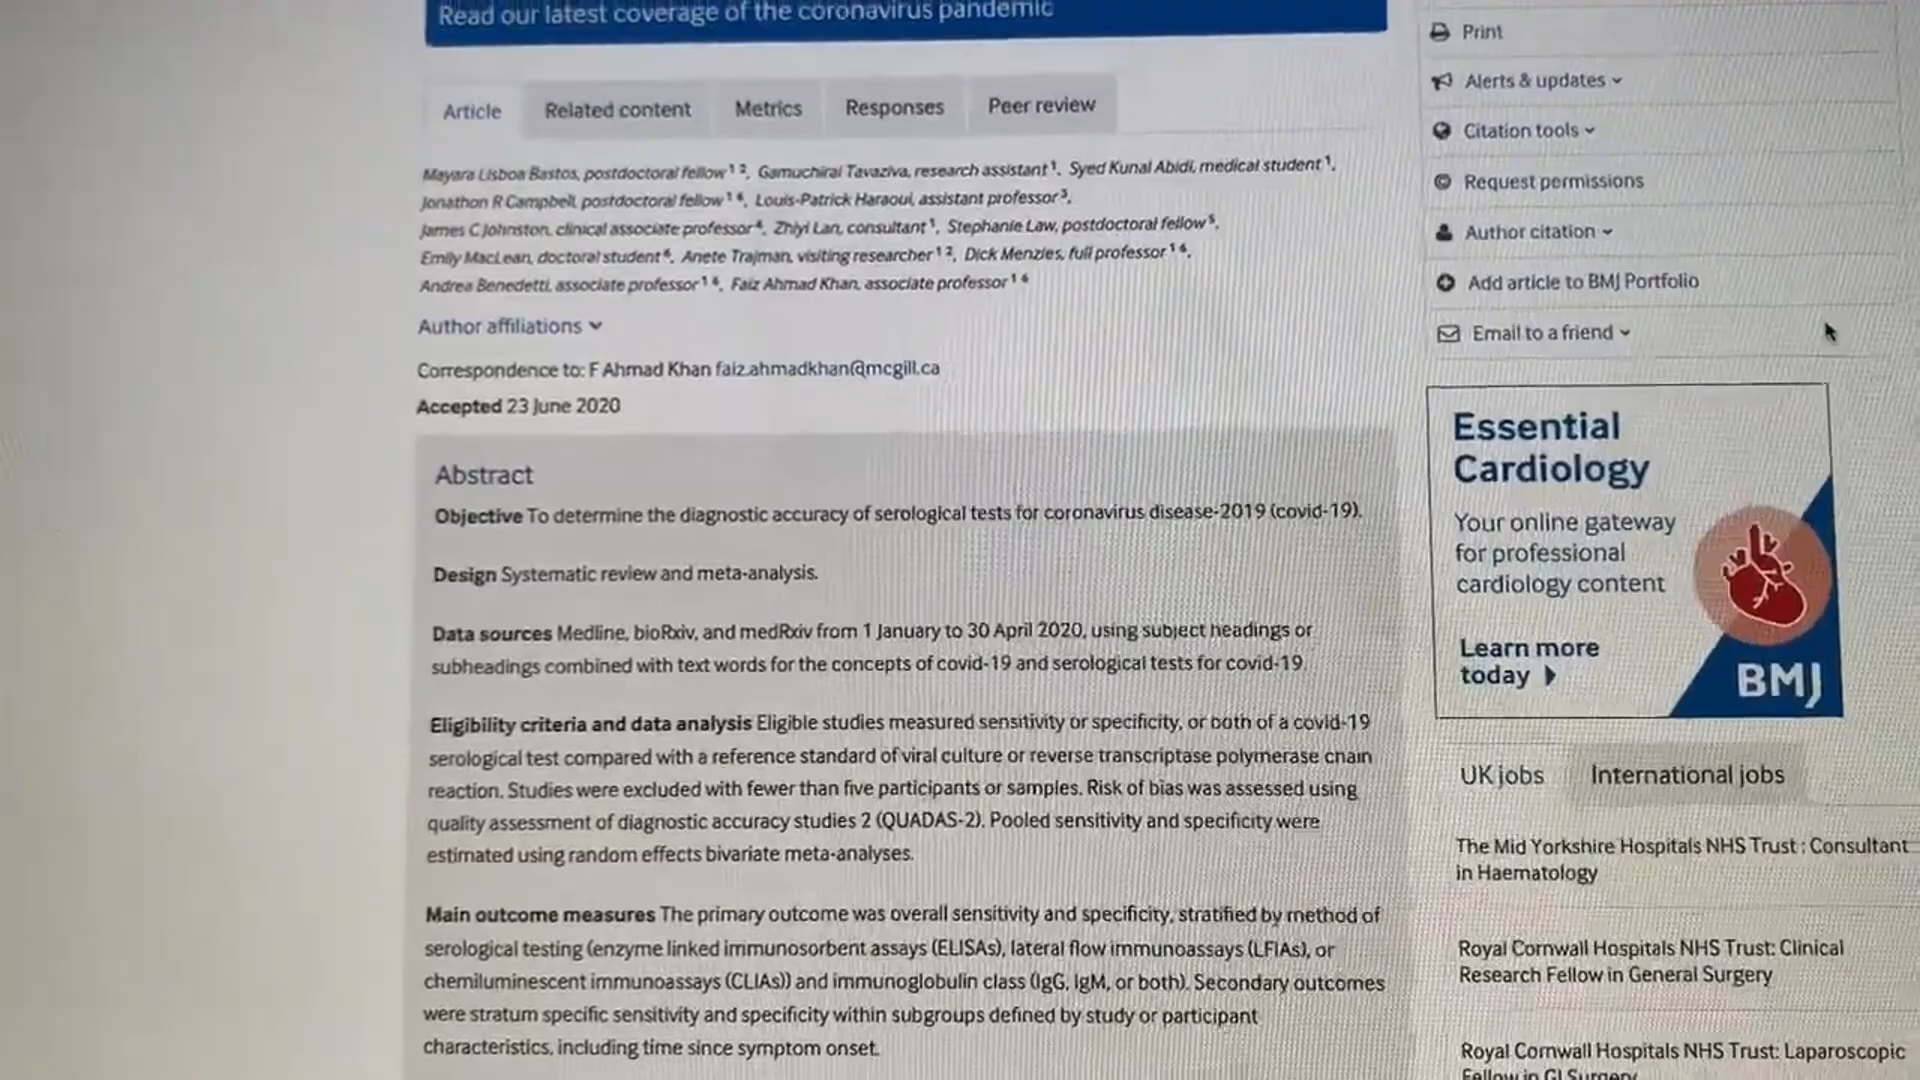 Read our latest coverage of the coronavirus pandemic
Article Related content Metrics Responses Peer review
Mayara Lisboa Bastos, postdoctoral fellow 1 2, Gamuchirai Tavaziva, research assistant 1, Syed Kunal Abidi, medical student 1,
Jonathon R Campbell, postdoctoral fellow 1 6, Louis-Patrick Haraoui, assistant professor 3,
James C Johnston, clinical associate professor 4, Zhiyi Lan, consultant 1, Stephanie Law, postdoctoral fellow 5,
Emily MacLean, doctoral student 6, Anete Trajman, visiting researcher 1 2, Dick Menzies, full professor 1 6,
Andrea Benedetti, associate professor 1 6, Faiz Ahmad Khan, associate professor 1 6
Author affiliations
Correspondence to: F Ahmad Khan faiz.ahmadkhan@mcgill.ca
Accepted 23 June 2020
Abstract
Objective To determine the diagnostic accuracy of serological tests for coronavirus disease-2019 (covid-19).
Design Systematic review and meta-analysis.
Data sources Medline, bioRxiv, and medRxiv from 1 January to 30 April 2020, using subject headings or
subheadings combined with text words for the concepts of covid-19 and serological tests for covid-19.
Eligibility criteria and data analysis Eligible studies measured sensitivity or specificity, or both of a covid-19
serological test compared with a reference standard of viral culture or reverse transcriptase polymerase chain
reaction. Studies were excluded with fewer than five participants or samples. Risk of bias was assessed using
quality assessment of diagnostic accuracy studies 2 (QUADAS-2). Pooled sensitivity and specificity were
estimated using random effects bivariate meta-analyses.
Main outcome measures The primary outcome was overall sensitivity and specificity, stratified by method of
serological testing (enzyme linked immunosorbent assays (ELISAs), lateral flow immunoassays (LFIAs), or
chemiluminescent immunoassays (CLIAs)) and immunoglobulin class (IgG, IgM, or both). Secondary outcomes
were stratum specific sensitivity and specificity within subgroups defined by study or participant
characteristics, including time since symptom onset.
Print
Alerts & updates
Citation tools
Request permissions
Author citation
Add article to BMJ Portfolio
Email to a friend
Essential
Cardiology
Your online gateway
for professional
cardiology content
Learn more
today
BMJ
UK jobs International jobs
The Mid Yorkshire Hospitals NHS Trust : Consultant
in Haematology
Royal Cornwall Hospitals NHS Trust: Clinical
Research Fellow in General Surgery
Royal Cornwall Hospitals NHS Trust: Laparoscopic
Fellow in GI Surgery